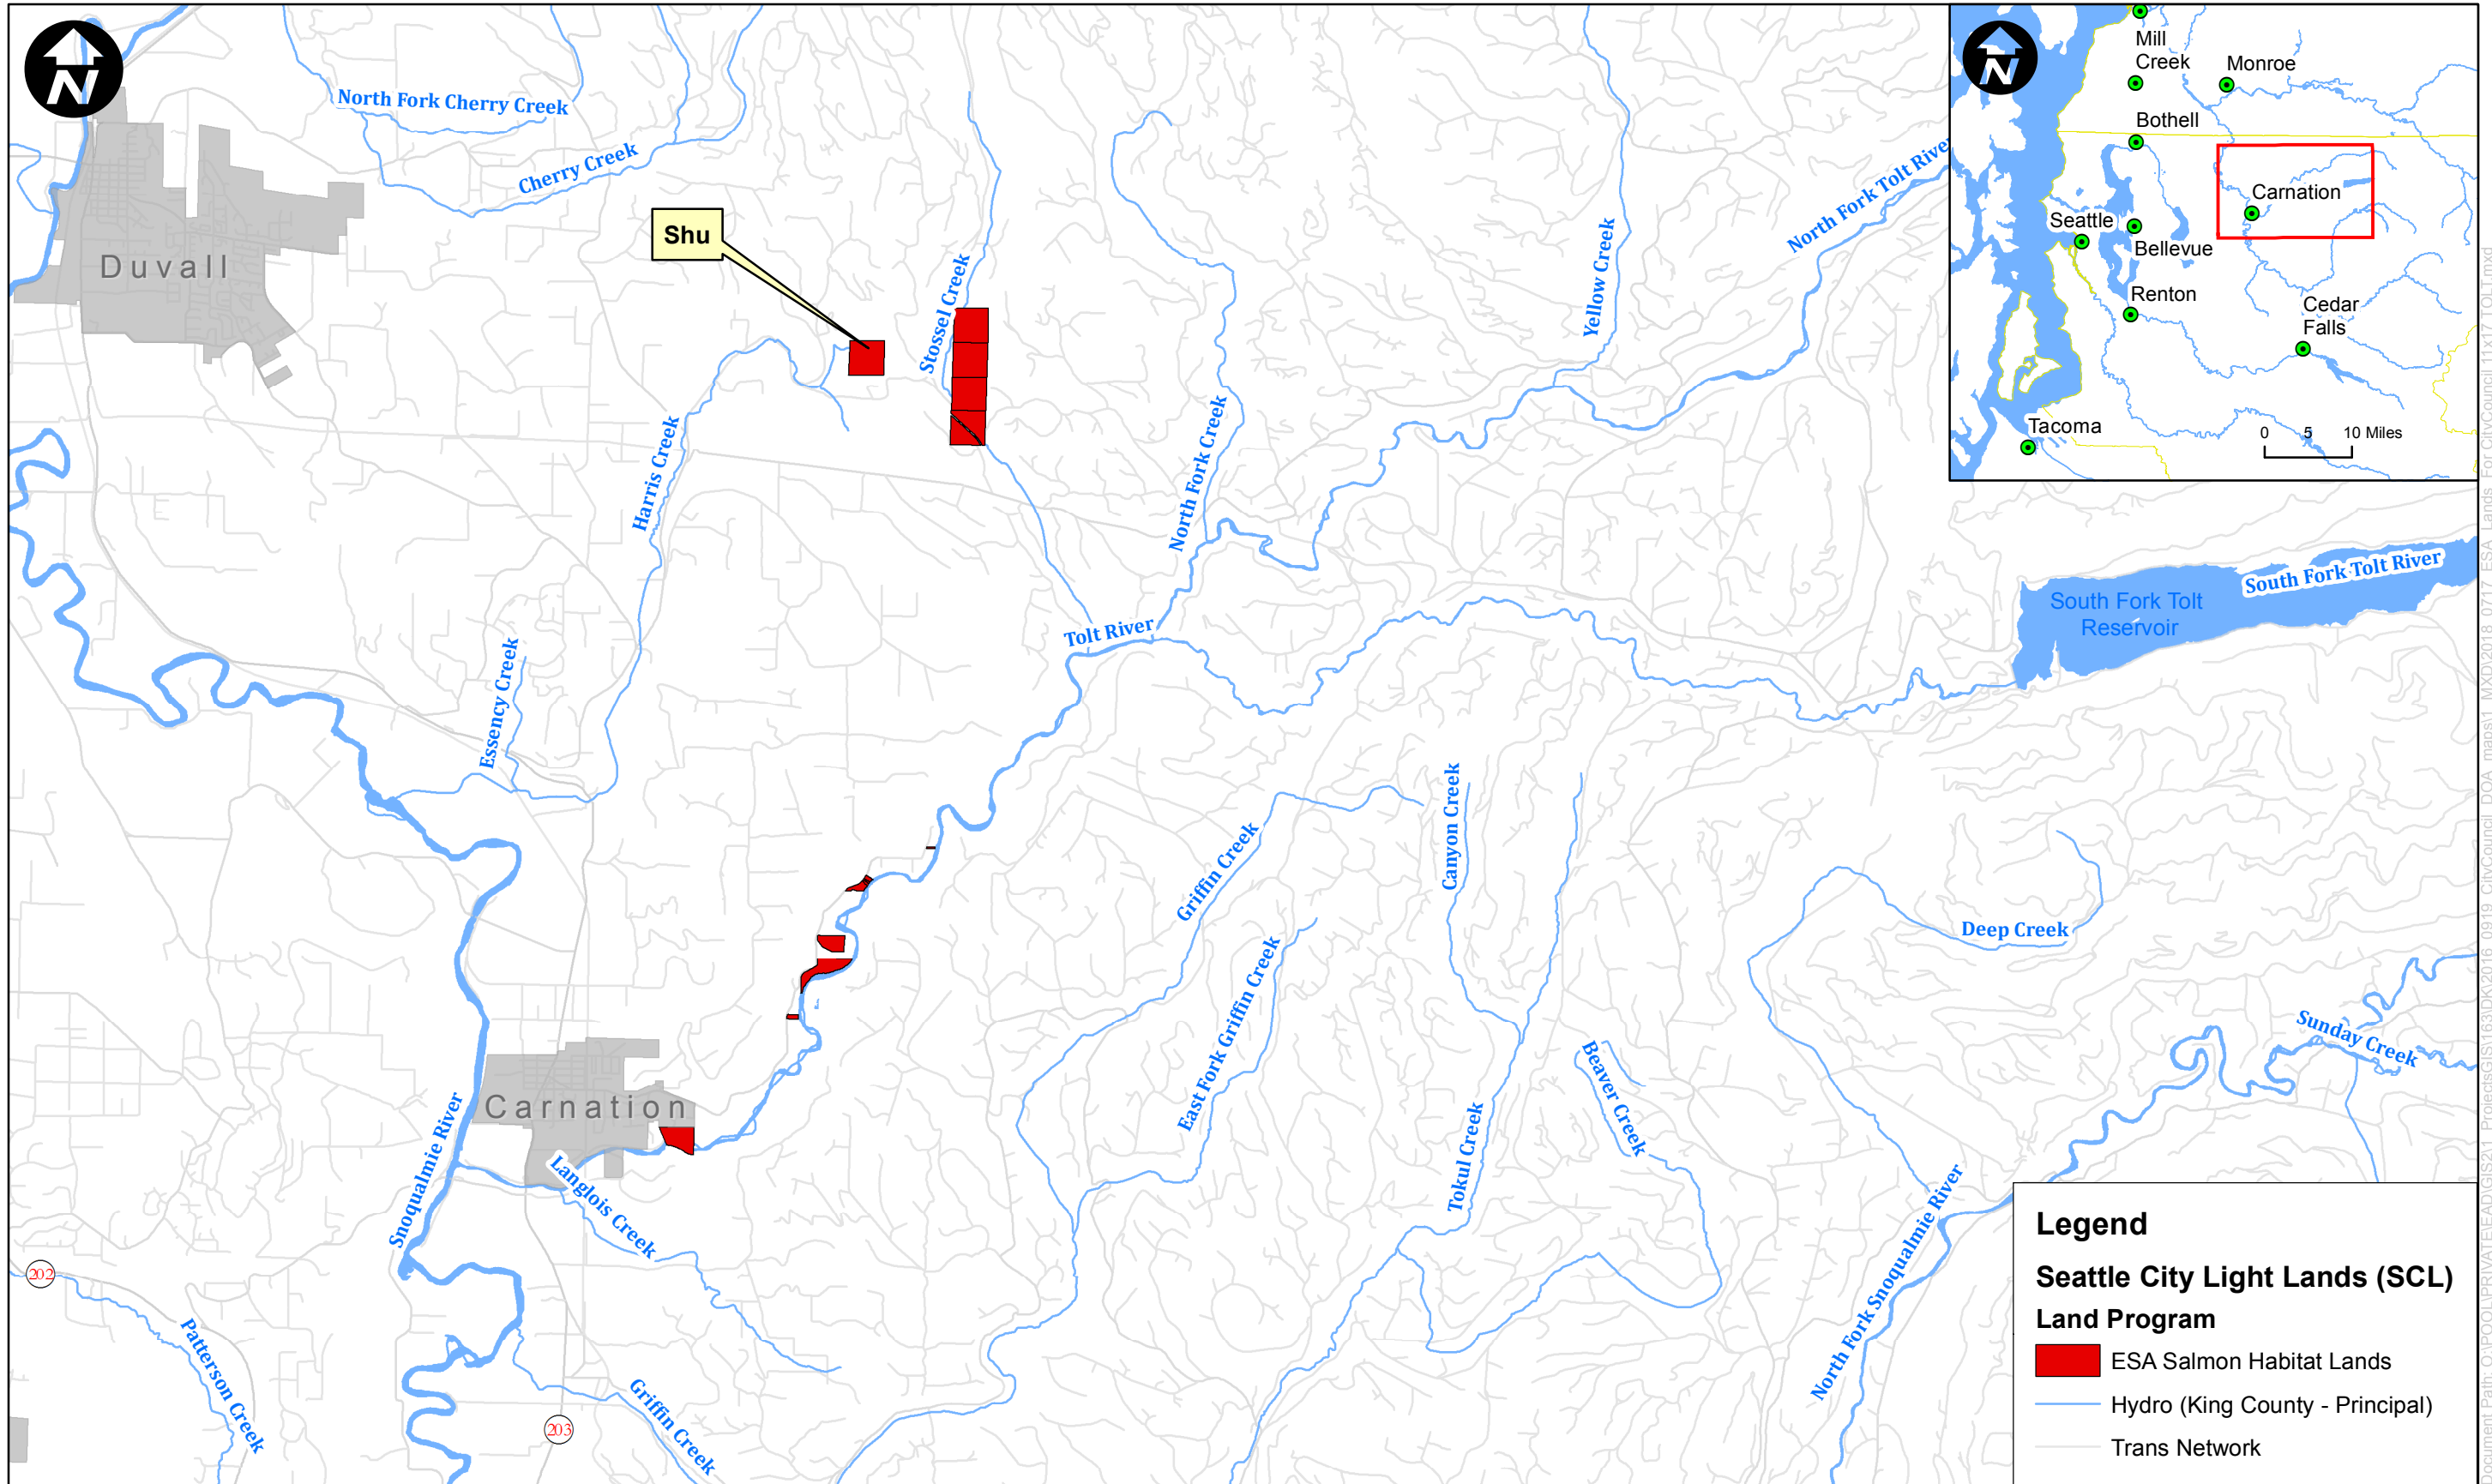 N
North Fork Cherry Creek
Cherry Creek
Duvall
Shu
Stossel Creek
Harris Creek
North Fork Creek
Yellow Creek
North Fork Tolt River
Essency Creek
Tolt River
South Fork Tolt
Reservoir
South Fork Tolt River
Griffin Creek
Canyon Creek
Deep Creek
East Fork Griffin Creek
Sunday Creek
Beaver Creek
Tokul Creek
Carnation
Snoqualmie River
Langlois Creek
North Fork Snoqualmie River
202
Patterson Creek
203
Griffin Creek
N
Mill
Creek
Monroe
Bothell
Carnation
Seattle
Bellevue
Renton
Cedar
Falls
Tacoma
0 5 10 Miles
Legend
Seattle City Light Lands (SCL)
Land Program
ESA Salmon Habitat Lands
Hydro (King County - Principal)
Trans Network